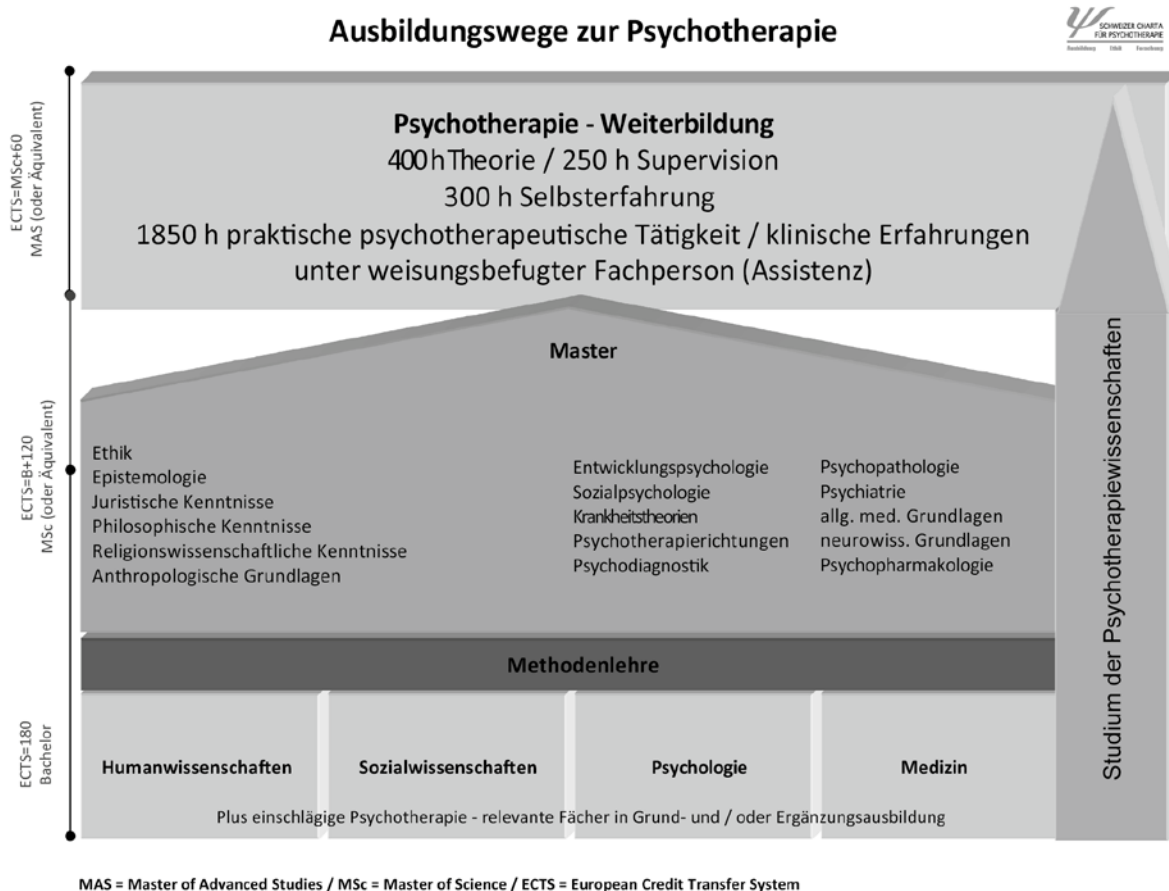 Ausbildungswege zur Psychotherapie
SCHWEIZER CHARTA
FÜR PSYCHOTHERAPIE
Ausbildung Ethik Forschung
ECTS=MSc+60
MAS (oder Äquivalent)
Psychotherapie - Weiterbildung
400 h Theorie / 250 h Supervision
300 h Selbsterfahrung
1850 h praktische psychotherapeutische Tätigkeit / klinische Erfahrungen
unter weisungsbefugter Fachperson (Assistenz)
ECTS=B+120
MSc (oder Äquivalent)
Master
Ethik
Epistemologie
Juristische Kenntnisse
Philosophische Kenntnisse
Religionswissenschaftliche Kenntnisse
Anthropologische Grundlagen
Entwicklungspsychologie
Sozialpsychologie
Krankheitstheorien
Psychotherapierichtungen
Psychodiagnostik
Psychopathologie
Psychiatrie
allg. med. Grundlagen
neurowiss. Grundlagen
Psychopharmakologie
Studium der Psychotherapiewissenschaften
Methodenlehre
ECTS=180
Bachelor
Humanwissenschaften
Sozialwissenschaften
Psychologie
Medizin
Plus einschlägige Psychotherapie - relevante Fächer in Grund- und / oder Ergänzungsausbildung
MAS = Master of Advanced Studies / MSc = Master of Science / ECTS = European Credit Transfer System